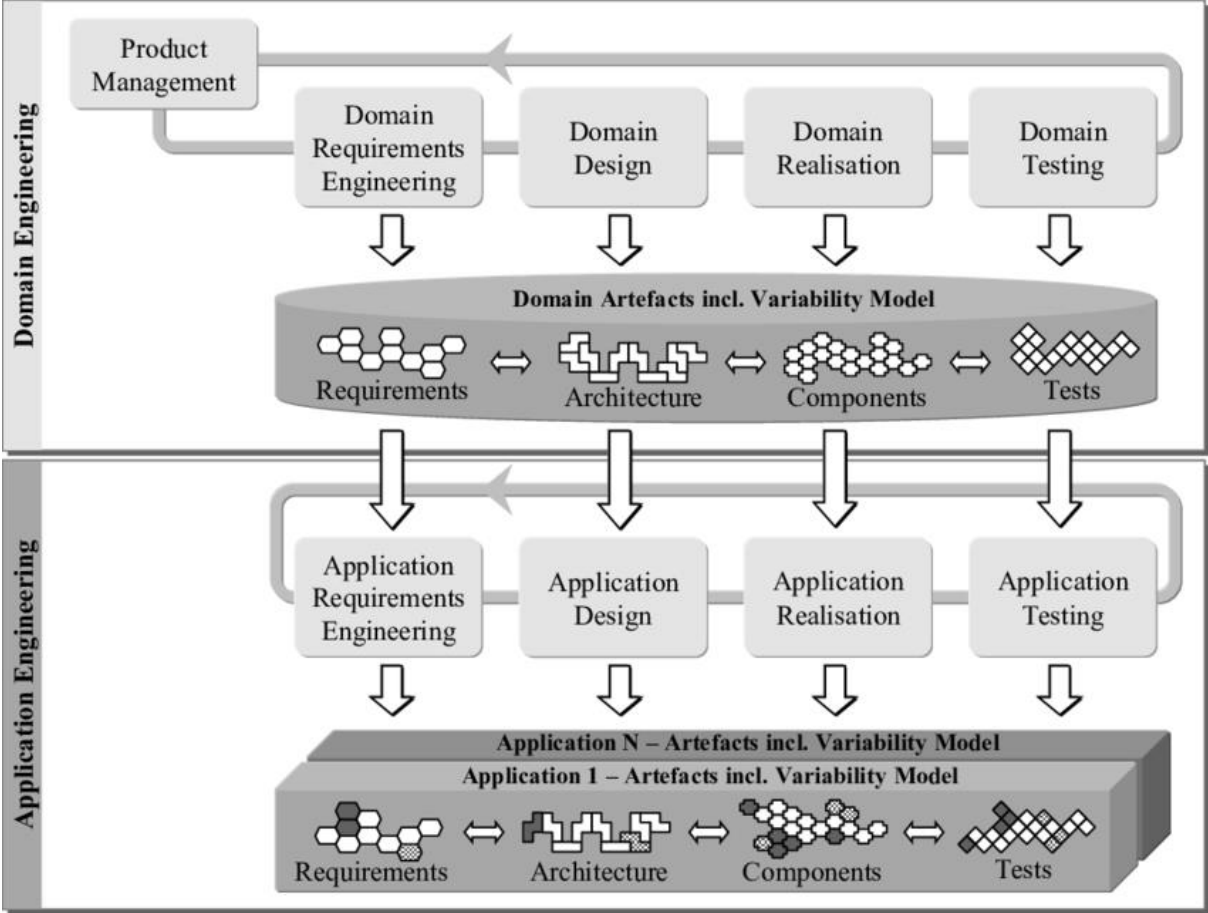 Domain Engineering
Product
Management
Domain
Requirements
Engineering
Domain
Design
Domain
Realisation
Domain
Testing
Domain Artefacts incl. Variability Model
Requirements
Architecture
Components
Tests
Application Engineering
Application
Requirements
Engineering
Application
Design
Application
Realisation
Application
Testing
Application N – Artefacts incl. Variability Model
Application 1 – Artefacts incl. Variability Model
Requirements
Architecture
Components
Tests